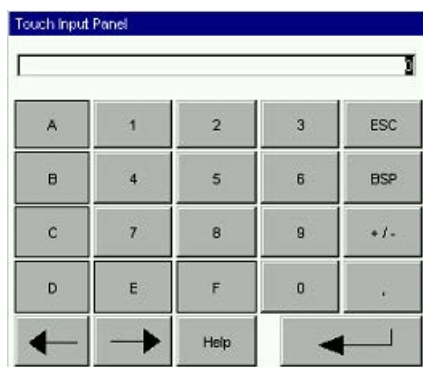 Touch Input Panel
0
A 1 2 3 ESC
B 4 5 6 BSP
C 7 8 9 + / -
D E F 0 ,
Help